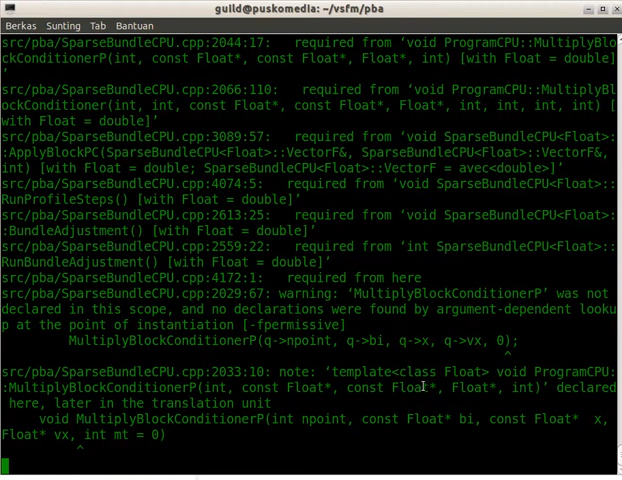 guild@puskomedia: ~/vsfm/pba
Berkas Sunting Tab Bantuan
src/pba/SparseBundleCPU.cpp:2044:17:   required from ‘void ProgramCPU::MultiplyBlo
ckConditionerP(int, const Float*, const Float*, Float*, int) [with Float = double]
’
src/pba/SparseBundleCPU.cpp:2066:110:   required from ‘void ProgramCPU::MultiplyBl
ockConditioner(int, int, const Float*, const Float*, Float*, int, int, int, int) [
with Float = double]’
src/pba/SparseBundleCPU.cpp:3089:57:   required from ‘void SparseBundleCPU<Float>:
:ApplyBlockPC(SparseBundleCPU<Float>::VectorF&, SparseBundleCPU<Float>::VectorF&,
int) [with Float = double; SparseBundleCPU<Float>::VectorF = avec<double>]’
src/pba/SparseBundleCPU.cpp:4074:5:   required from ‘void SparseBundleCPU<Float>::
RunProfileSteps() [with Float = double]’
src/pba/SparseBundleCPU.cpp:2613:25:   required from ‘void SparseBundleCPU<Float>:
:BundleAdjustment() [with Float = double]’
src/pba/SparseBundleCPU.cpp:2559:22:   required from ‘int SparseBundleCPU<Float>::
RunBundleAdjustment() [with Float = double]’
src/pba/SparseBundleCPU.cpp:4172:1:   required from here
src/pba/SparseBundleCPU.cpp:2029:67: warning: ‘MultiplyBlockConditionerP’ was not
declared in this scope, and no declarations were found by argument-dependent looku
p at the point of instantiation [-fpermissive]
MultiplyBlockConditionerP(q->npoint, q->bi, q->x, q->vx, 0);
^
src/pba/SparseBundleCPU.cpp:2033:10: note: ‘template<class Float> void ProgramCPU:
:MultiplyBlockConditionerP(int, const Float*, const Float*, Float*, int)’ declared
here, later in the translation unit
void MultiplyBlockConditionerP(int npoint, const Float* bi, const Float*  x,
Float* vx, int mt = 0)
^